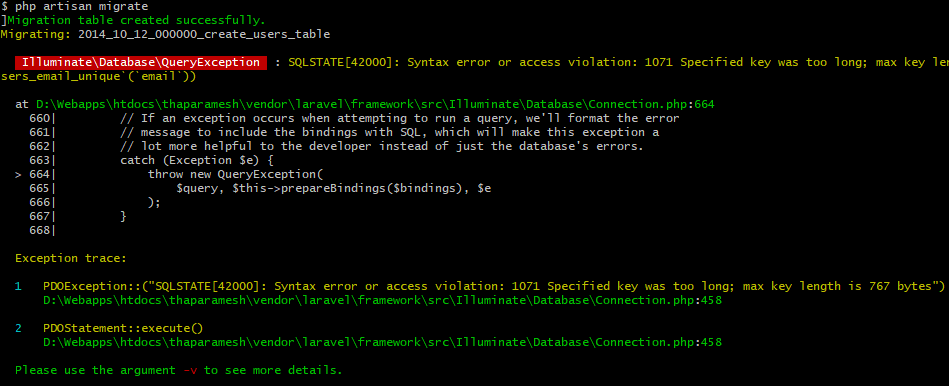 $ php artisan migrate
]Migration table created successfully.
Migrating: 2014_10_12_000000_create_users_table
Illuminate\Database\QueryException : SQLSTATE[42000]: Syntax error or access violation: 1071 Specified key was too long; max key len
sers_email_unique`(`email`))
at D:\Webapps\htdocs\thaparamesh\vendor\laravel\framework\src\Illuminate\Database\Connection.php:664
660| // If an exception occurs when attempting to run a query, we'll format the error
661| // message to include the bindings with SQL, which will make this exception a
662| // lot more helpful to the developer instead of just the database's errors.
663| catch (Exception $e) {
> 664| throw new QueryException(
665| $query, $this->prepareBindings($bindings), $e
666| );
667| }
668|
Exception trace:
1 PDOException::("SQLSTATE[42000]: Syntax error or access violation: 1071 Specified key was too long; max key length is 767 bytes")
D:\Webapps\htdocs\thaparamesh\vendor\laravel\framework\src\Illuminate\Database\Connection.php:458
2 PDOStatement::execute()
D:\Webapps\htdocs\thaparamesh\vendor\laravel\framework\src\Illuminate\Database\Connection.php:458
Please use the argument -v to see more details.